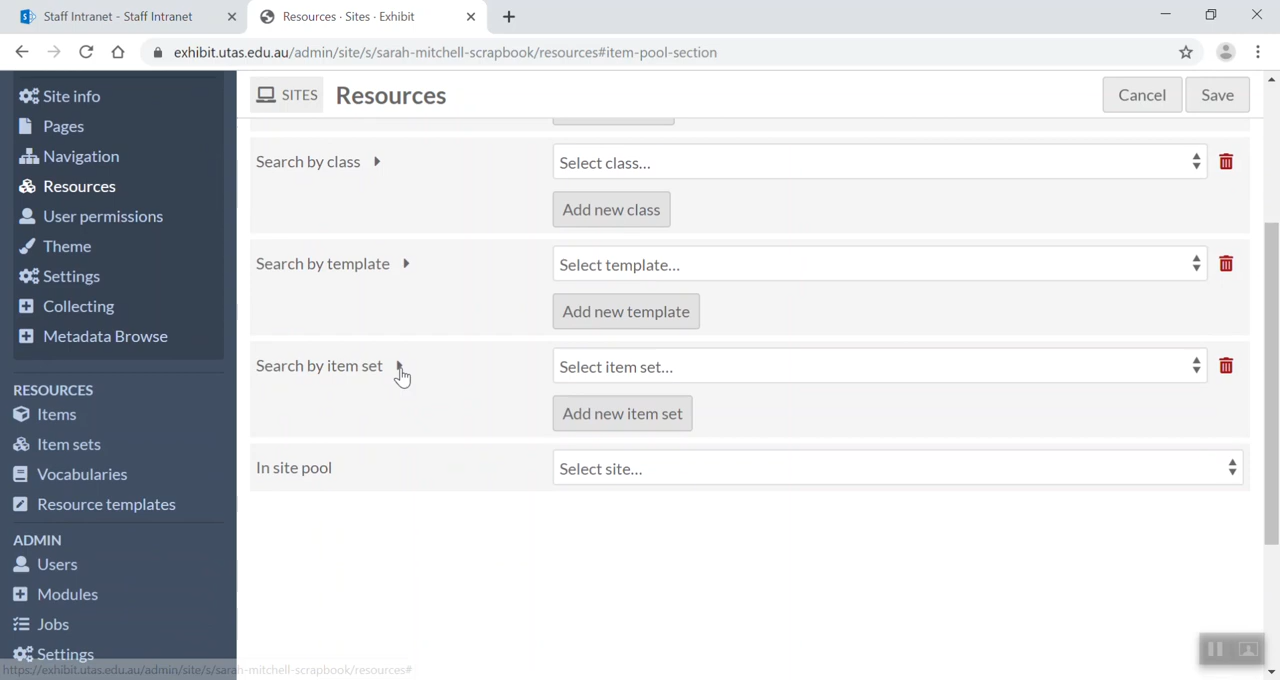 Staff Intranet - Staff Intranet
Resources · Sites · Exhibit
exhibit.utas.edu.au/admin/site/s/sarah-mitchell-scrapbook/resources#item-pool-section
Site info
Pages
Navigation
Resources
User permissions
Theme
Settings
Collecting
Metadata Browse
RESOURCES
Items
Item sets
Vocabularies
Resource templates
ADMIN
Users
Modules
Jobs
Settings
https://exhibit.utas.edu.au/admin/site/s/sarah-mitchell-scrapbook/resources#
SITES Resources
Cancel Save
Search by class Select class...
Add new class
Search by template Select template...
Add new template
Search by item set Select item set...
Add new item set
In site pool Select site...